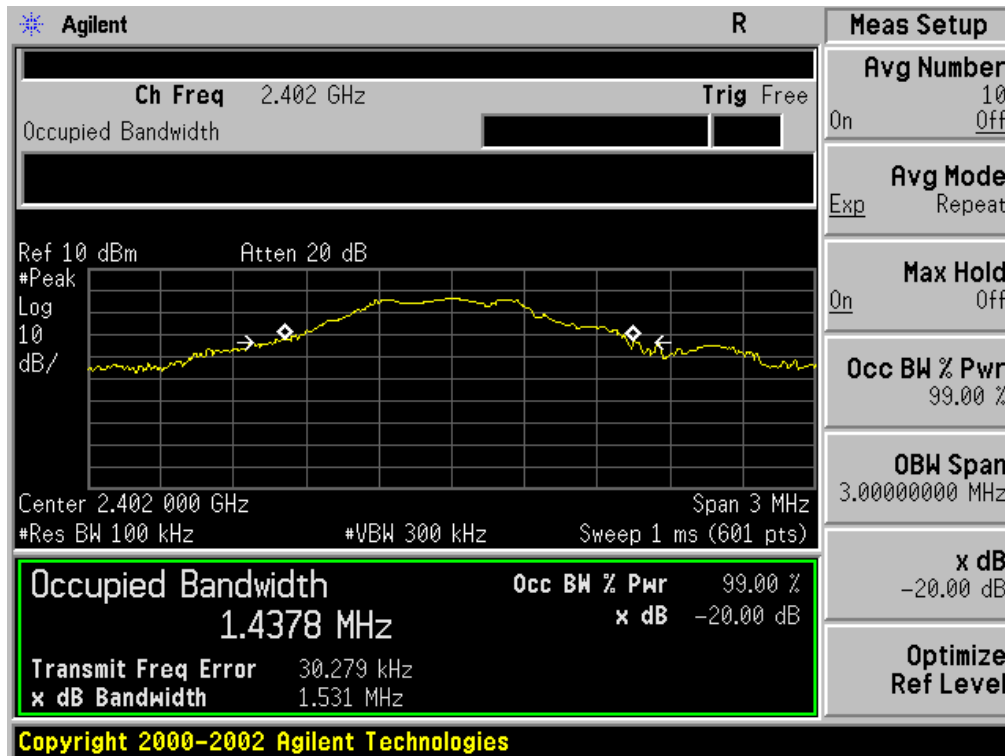 Agilent R
Ch Freq 2.402 GHz Trig Free
Occupied Bandwidth
Ref 10 dBm Atten 20 dB
#Peak
Log
10
dB/
Center 2.402 000 GHz Span 3 MHz
#Res BW 100 kHz #VBW 300 kHz Sweep 1 ms (601 pts)
Occupied Bandwidth Occ BW % Pwr 99.00 %
1.4378 MHz x dB -20.00 dB
Transmit Freq Error 30.279 kHz
x dB Bandwidth 1.531 MHz
Copyright 2000-2002 Agilent Technologies
Meas Setup
Avg Number
10
On Off
Avg Mode
Exp Repeat
Max Hold
On Off
Occ BW % Pwr
99.00 %
OBW Span
3.00000000 MHz
x dB
-20.00 dB
Optimize
Ref Level